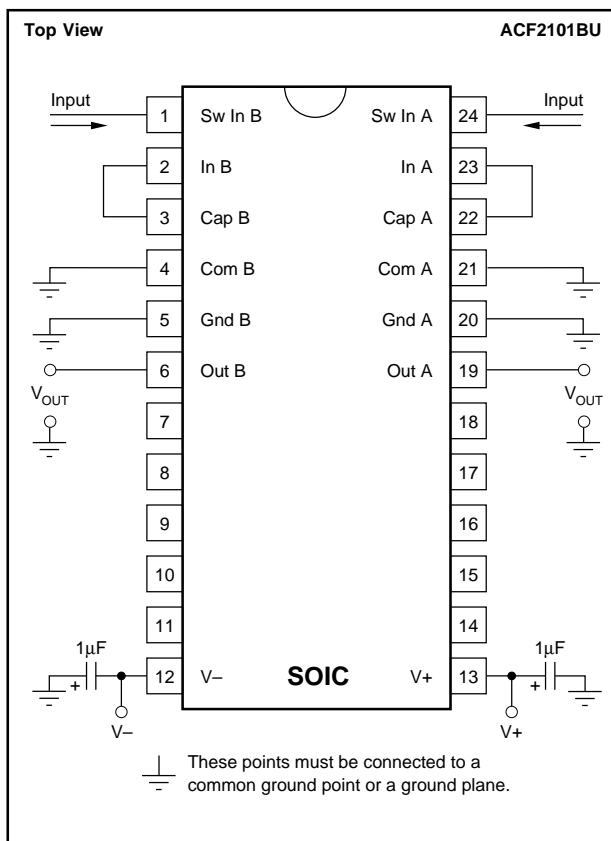 Top View ACF2101BU
Input Input
1 Sw In B Sw In A 24
2 In B In A 23
3 Cap B Cap A 22
4 Com B Com A 21
5 Gnd B Gnd A 20
6 Out B Out A 19
VOUT VOUT
7 18
8 17
9 16
10 15
11 14
1µF 1µF
+ 12 V– SOIC V+ 13 +
V– V+
These points must be connected to a
common ground point or a ground plane.